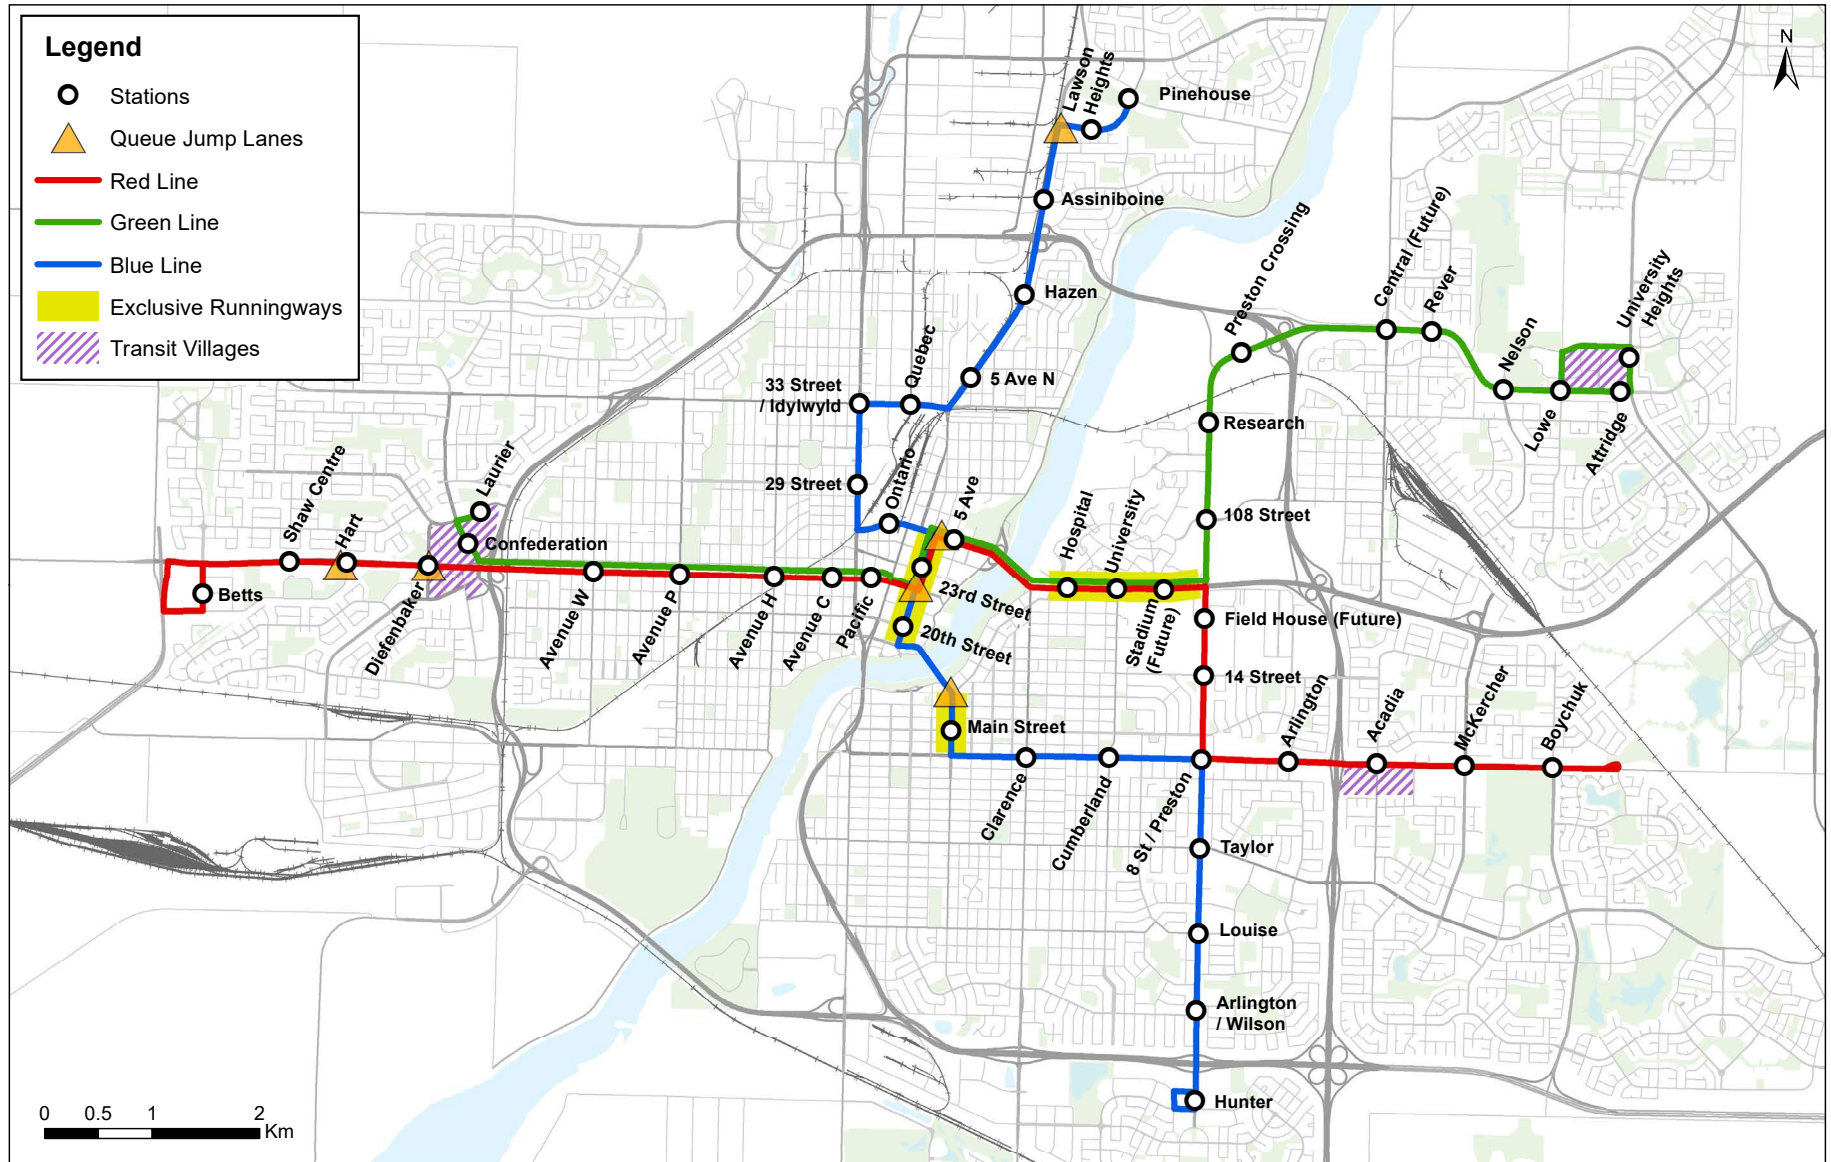 Legend
Stations
Queue Jump Lanes
Red Line
Green Line
Blue Line
Exclusive Runningways
Transit Villages
N
Lawson
Heights
Pinehouse
Assiniboine
Hazen
5 Ave N
Quebec
33 Street
/ Idylwyld
29 Street
Ontario
5 Ave
23rd Street
20th Street
Main Street
Clarence
Cumberland
8 St / Preston
Taylor
Louise
Arlington
/ Wilson
Hunter
Preston Crossing
Central (Future)
Rever
Nelson
Lowe
Attridge
University
Heights
Research
108 Street
Hospital
University
Stadium
(Future)
Field House (Future)
14 Street
Arlington
Acadia
McKercher
Boychuk
Shaw Centre
Hart
Laurier
Confederation
Betts
Diefenbaker
Avenue W
Avenue P
Avenue H
Avenue C
Pacific
0 0.5 1 2
Km